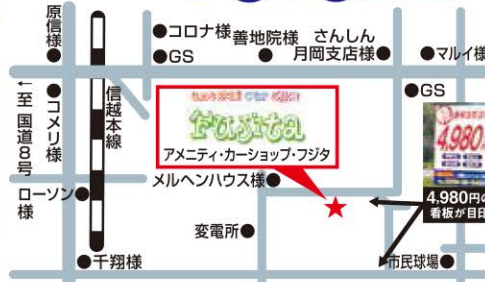 原信様
コロナ様
善地院様
さんしん
月岡支店様
マルイ様
GS
GS
←至 国道8号
コメリ様
信越本線
Fujita
アメニティ・カーショップ・フジタ
4,980
メルヘンハウス様
ローソン様
4,980円の
看板が目印
変電所
千翔様
市民球場